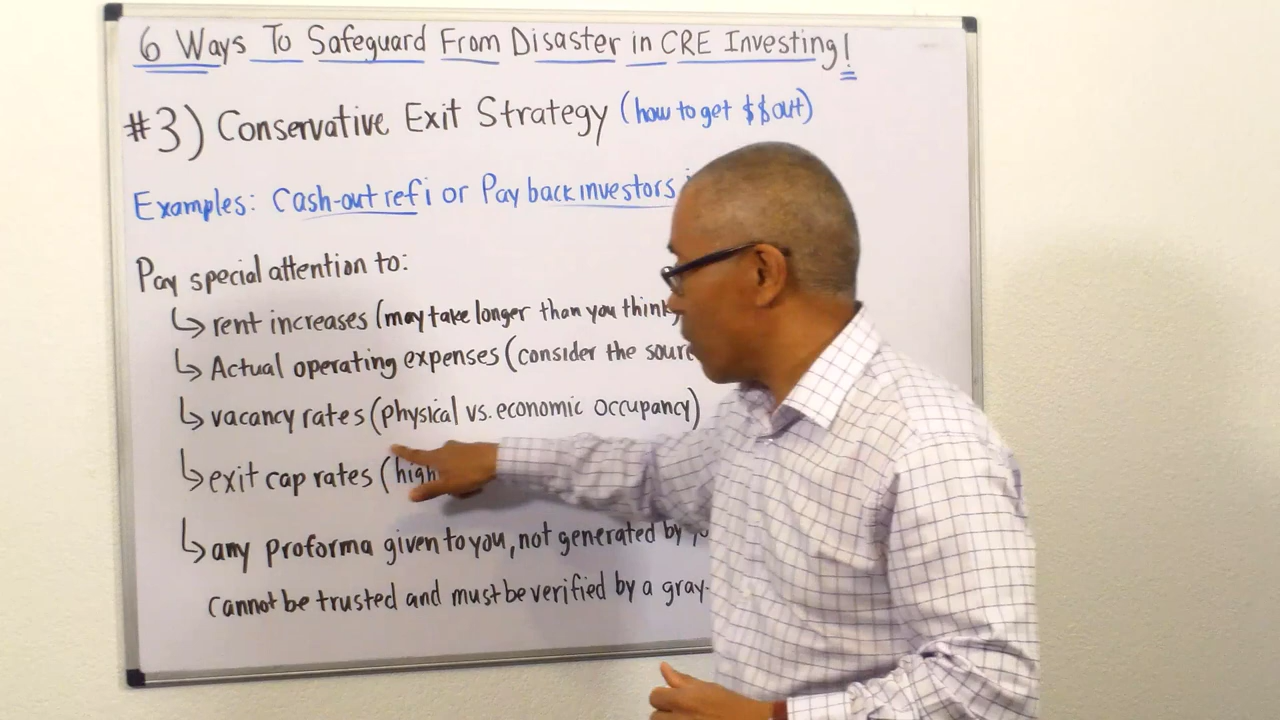 6 Ways To Safeguard From Disaster in CRE Investing!
#3) Conservative Exit Strategy (how to get $$ out)
Examples: Cash-out refi or Pay back investors
Pay special attention to:
↳ rent increases (may take longer than you think
↳ Actual operating expenses (consider the
↳ vacancy rates (physical vs. economic occupancy)
↳ exit cap rates (high
↳ any proforma given to you, not generated by
cannot be trusted and must be verified by a gray-